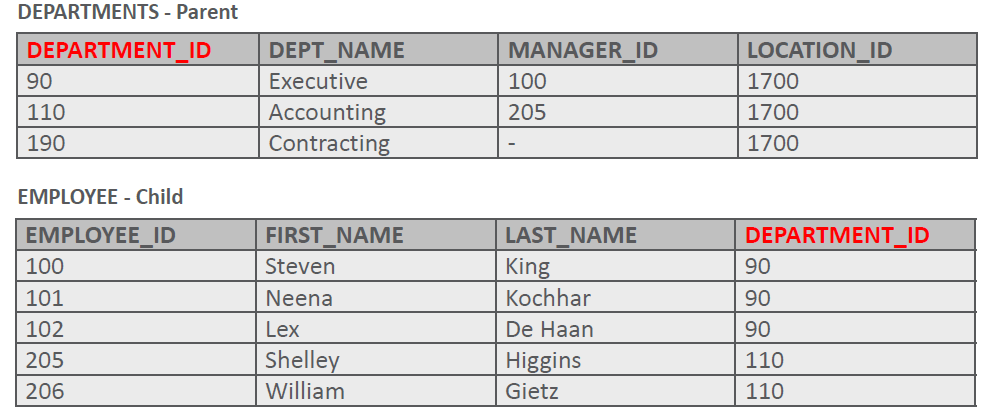 DEPARTMENTS - Parent
DEPARTMENT_ID DEPT_NAME MANAGER_ID LOCATION_ID
90 Executive 100 1700
110 Accounting 205 1700
190 Contracting - 1700
EMPLOYEE - Child
EMPLOYEE_ID FIRST_NAME LAST_NAME DEPARTMENT_ID
100 Steven King 90
101 Neena Kochhar 90
102 Lex De Haan 90
205 Shelley Higgins 110
206 William Gietz 110